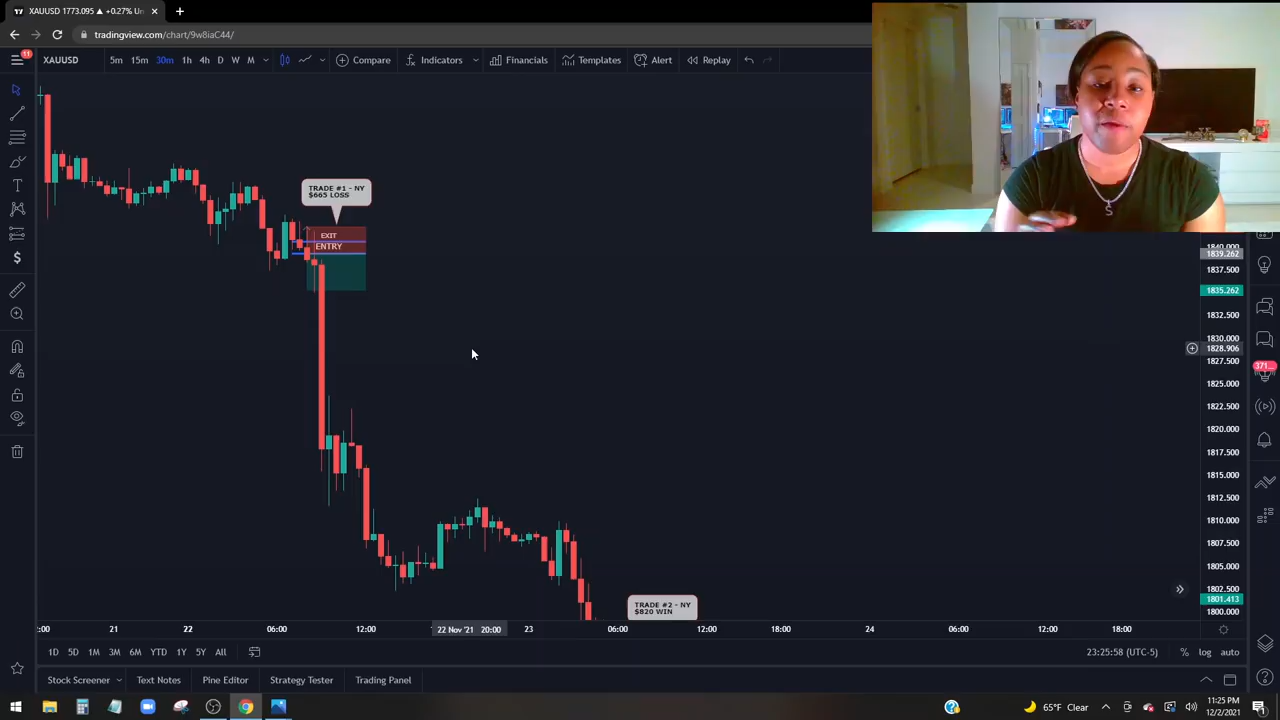 XAUUSD 1773.095 ▲ +0.27% Un
tradingview.com/chart/9w8iaC44/
11
XAUUSD 5m 15m 30m 1h 4h D W M Compare Indicators Financials Templates Alert Replay
TRADE #1 - NY
$665 LOSS
EXIT
ENTRY
S
1840.000
1839.262
1837.500
1835.262
1832.500
1830.000
1828.906
1827.500
1825.000
1822.500
1820.000
1817.500
1815.000
1812.500
1810.000
1807.500
1805.000
1802.500
1801.413
1800.000
371...
TRADE #2 - NY
$820 WIN
:00 21 22 06:00 12:00 22 Nov '21 20:00 23 06:00 12:00 18:00 24 06:00 12:00 18:00
1D 5D 1M 3M 6M YTD 1Y 5Y All 23:25:58 (UTC-5) % log auto
Stock Screener Text Notes Pine Editor Strategy Tester Trading Panel
65°F Clear
11:25 PM
12/2/2021
1